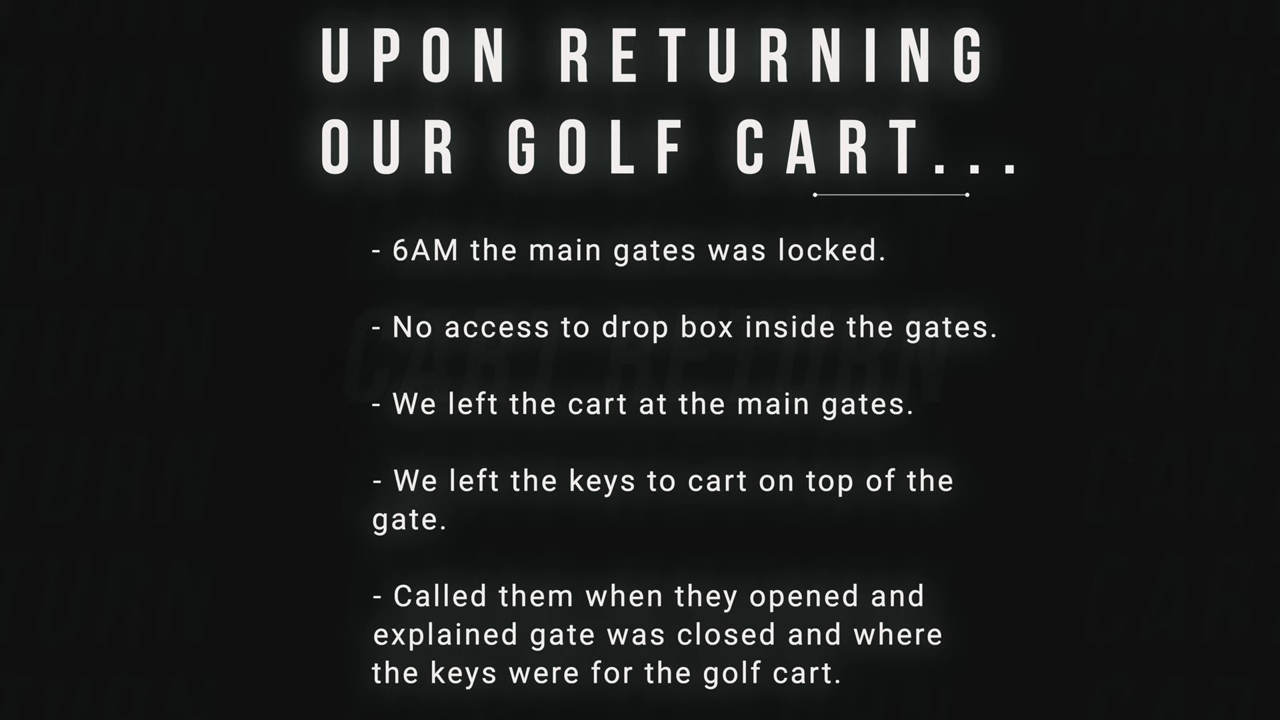 UPON RETURNING
OUR GOLF CART...
- 6AM the main gates was locked.
- No access to drop box inside the gates.
CART RETURN
- We left the cart at the main gates.
- We left the keys to cart on top of the
gate.
- Called them when they opened and
explained gate was closed and where
the keys were for the golf cart.